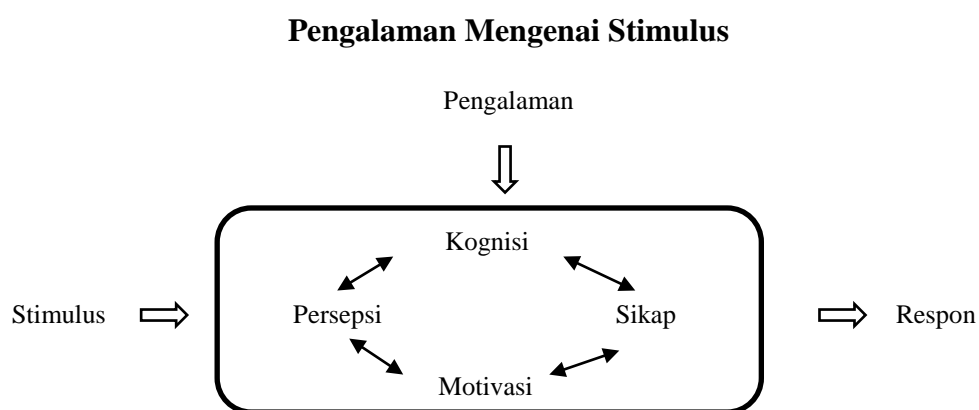 Pengalaman Mengenai Stimulus
Pengalaman
Kognisi
Stimulus
Persepsi
Sikap
Respon
Motivasi